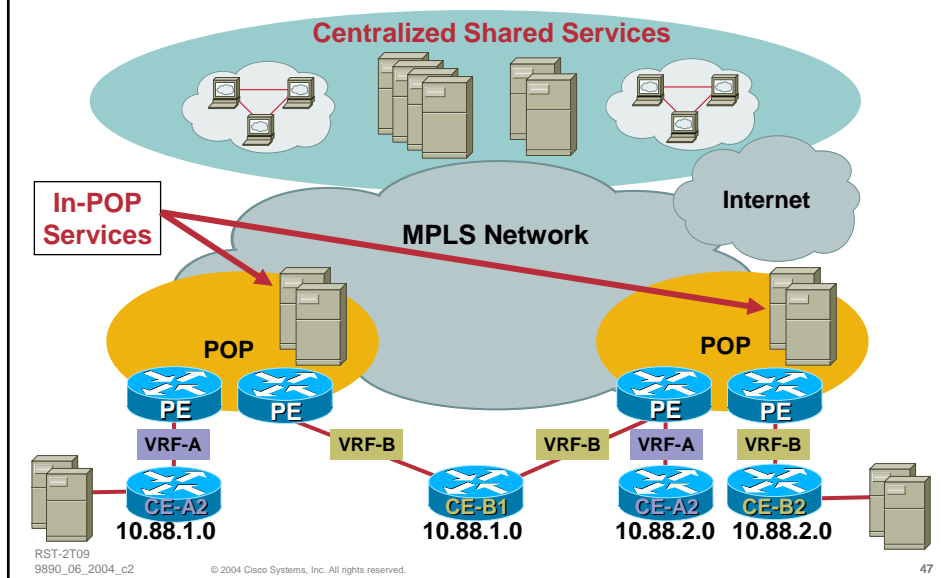 Centralized Shared Services
Internet
In-POP
Services
MPLS Network
POP
POP
PE
PE
PE
PE
VRF-A
VRF-B
VRF-B
VRF-A
VRF-B
CE-A2
CE-B1
CE-A2
CE-B2
10.88.1.0
10.88.1.0
10.88.2.0
10.88.2.0
RST-2T09
9890_06_2004_c2
© 2004 Cisco Systems, Inc. All rights reserved.
47